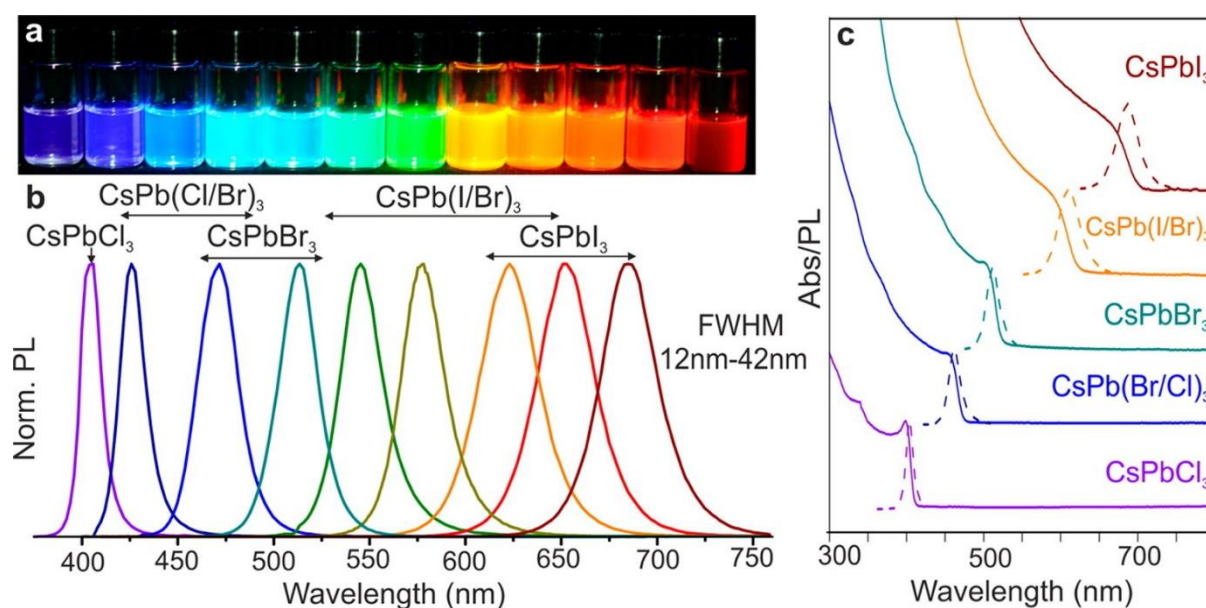 a
b
CsPb(Cl/Br)₃
CsPb(I/Br)₃
CsPbCl₃
CsPbBr₃
CsPbI₃
FWHM
12nm-42nm
Norm. PL
400 450 500 550 600 650 700 750
Wavelength (nm)
c
CsPbI₃
CsPb(I/Br)₃
CsPbBr₃
CsPb(Br/Cl)₃
CsPbCl₃
Abs/PL
300 500 700
Wavelength (nm)